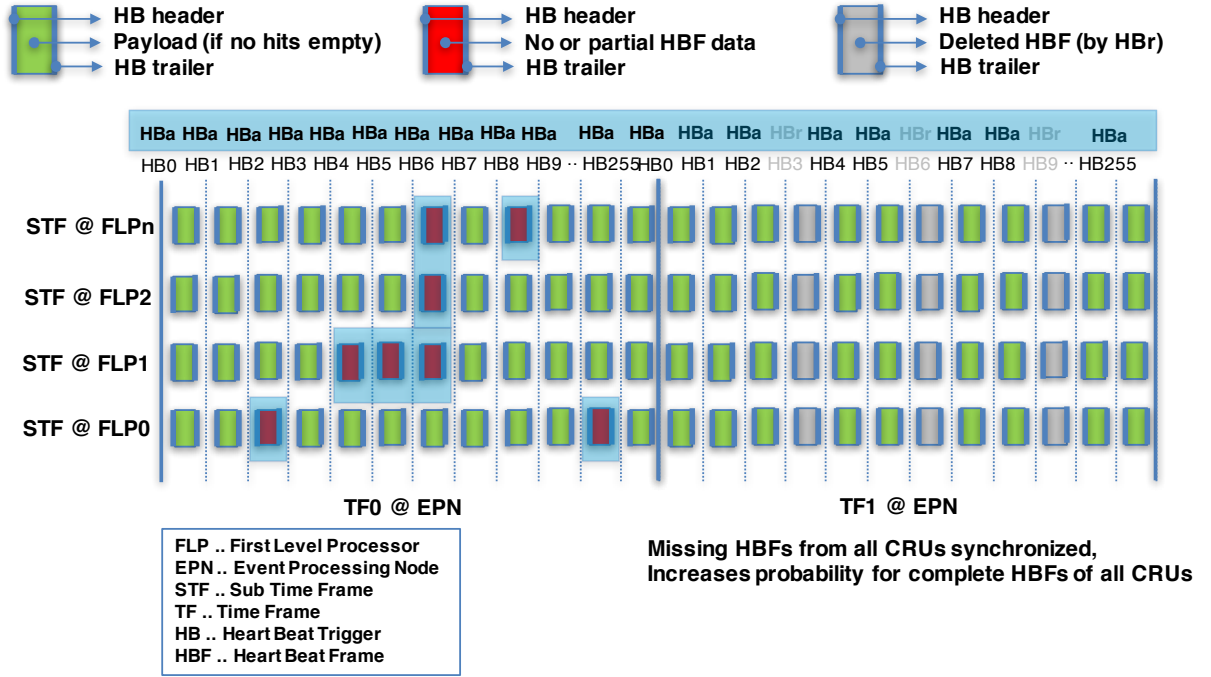 HB header
Payload (if no hits empty)
HB trailer
HB header
No or partial HBF data
HB trailer
HB header
Deleted HBF (by HBr)
HB trailer
HBa HBa HBa HBa HBa HBa HBa HBa HBa HBa HBa HBa HBa HBa HBr HBa HBa HBr HBa HBa HBr HBa
HB0 HB1 HB2 HB3 HB4 HB5 HB6 HB7 HB8 HB9 ·· HB255 HB0 HB1 HB2 HB3 HB4 HB5 HB6 HB7 HB8 HB9 ·· HB255
STF @ FLPn
STF @ FLP2
STF @ FLP1
STF @ FLP0
TF0 @ EPN
TF1 @ EPN
FLP .. First Level Processor
EPN .. Event Processing Node
STF .. Sub Time Frame
TF .. Time Frame
HB .. Heart Beat Trigger
HBF .. Heart Beat Frame
Missing HBFs from all CRUs synchronized,
Increases probability for complete HBFs of all CRUs